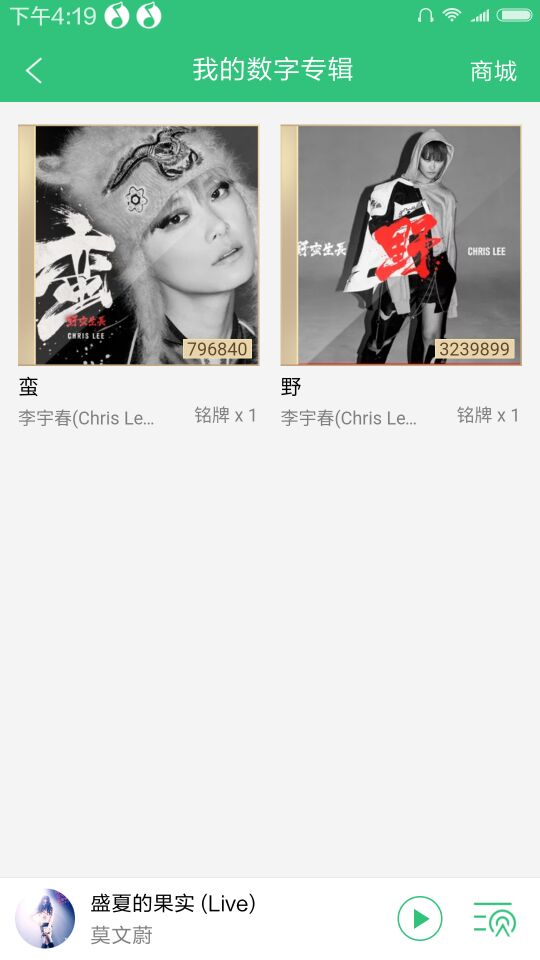 下午4:19
我的数字专辑
商城
蛮
野蛮生长
CHRIS LEE
796840
野蛮生长
野
CHRIS LEE
3239899
蛮
李宇春(Chris Le…
铭牌 x 1
野
李宇春(Chris Le…
铭牌 x 1
盛夏的果实 (Live)
莫文蔚